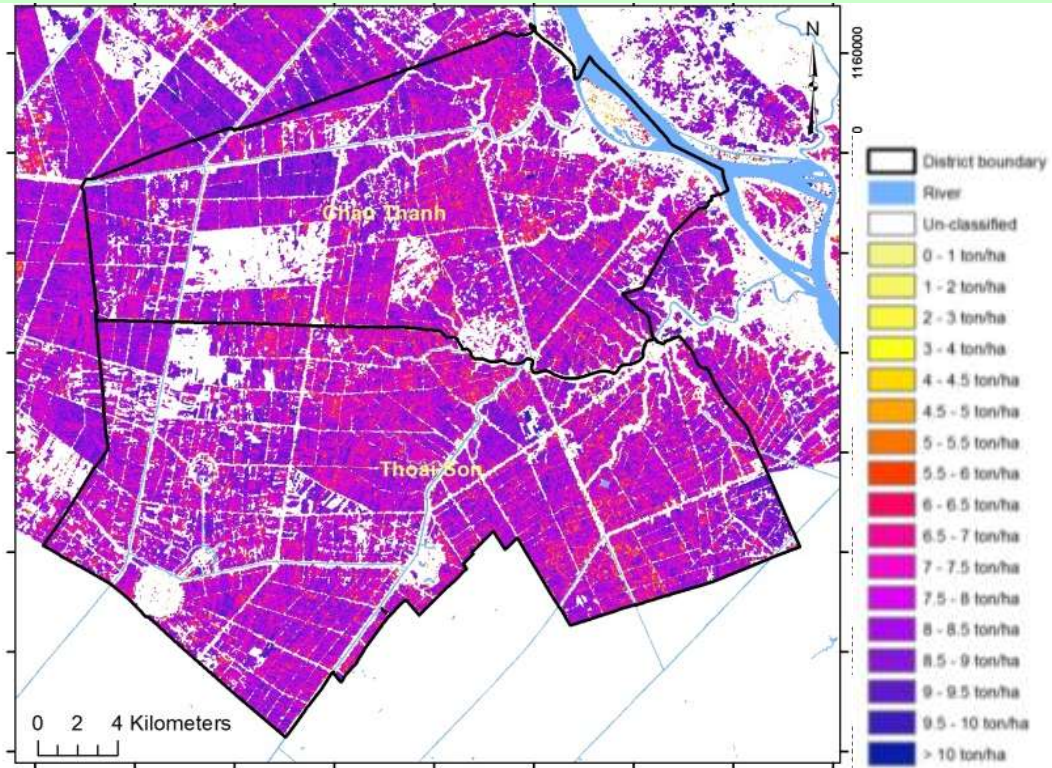 N
1160000
0
Chau Thanh
Thoai Son
0 2 4 Kilometers
District boundary
River
Un-classified
0 - 1 ton/ha
1 - 2 ton/ha
2 - 3 ton/ha
3 - 4 ton/ha
4 - 4.5 ton/ha
4.5 - 5 ton/ha
5 - 5.5 ton/ha
5.5 - 6 ton/ha
6 - 6.5 ton/ha
6.5 - 7 ton/ha
7 - 7.5 ton/ha
7.5 - 8 ton/ha
8 - 8.5 ton/ha
8.5 - 9 ton/ha
9 - 9.5 ton/ha
9.5 - 10 ton/ha
> 10 ton/ha